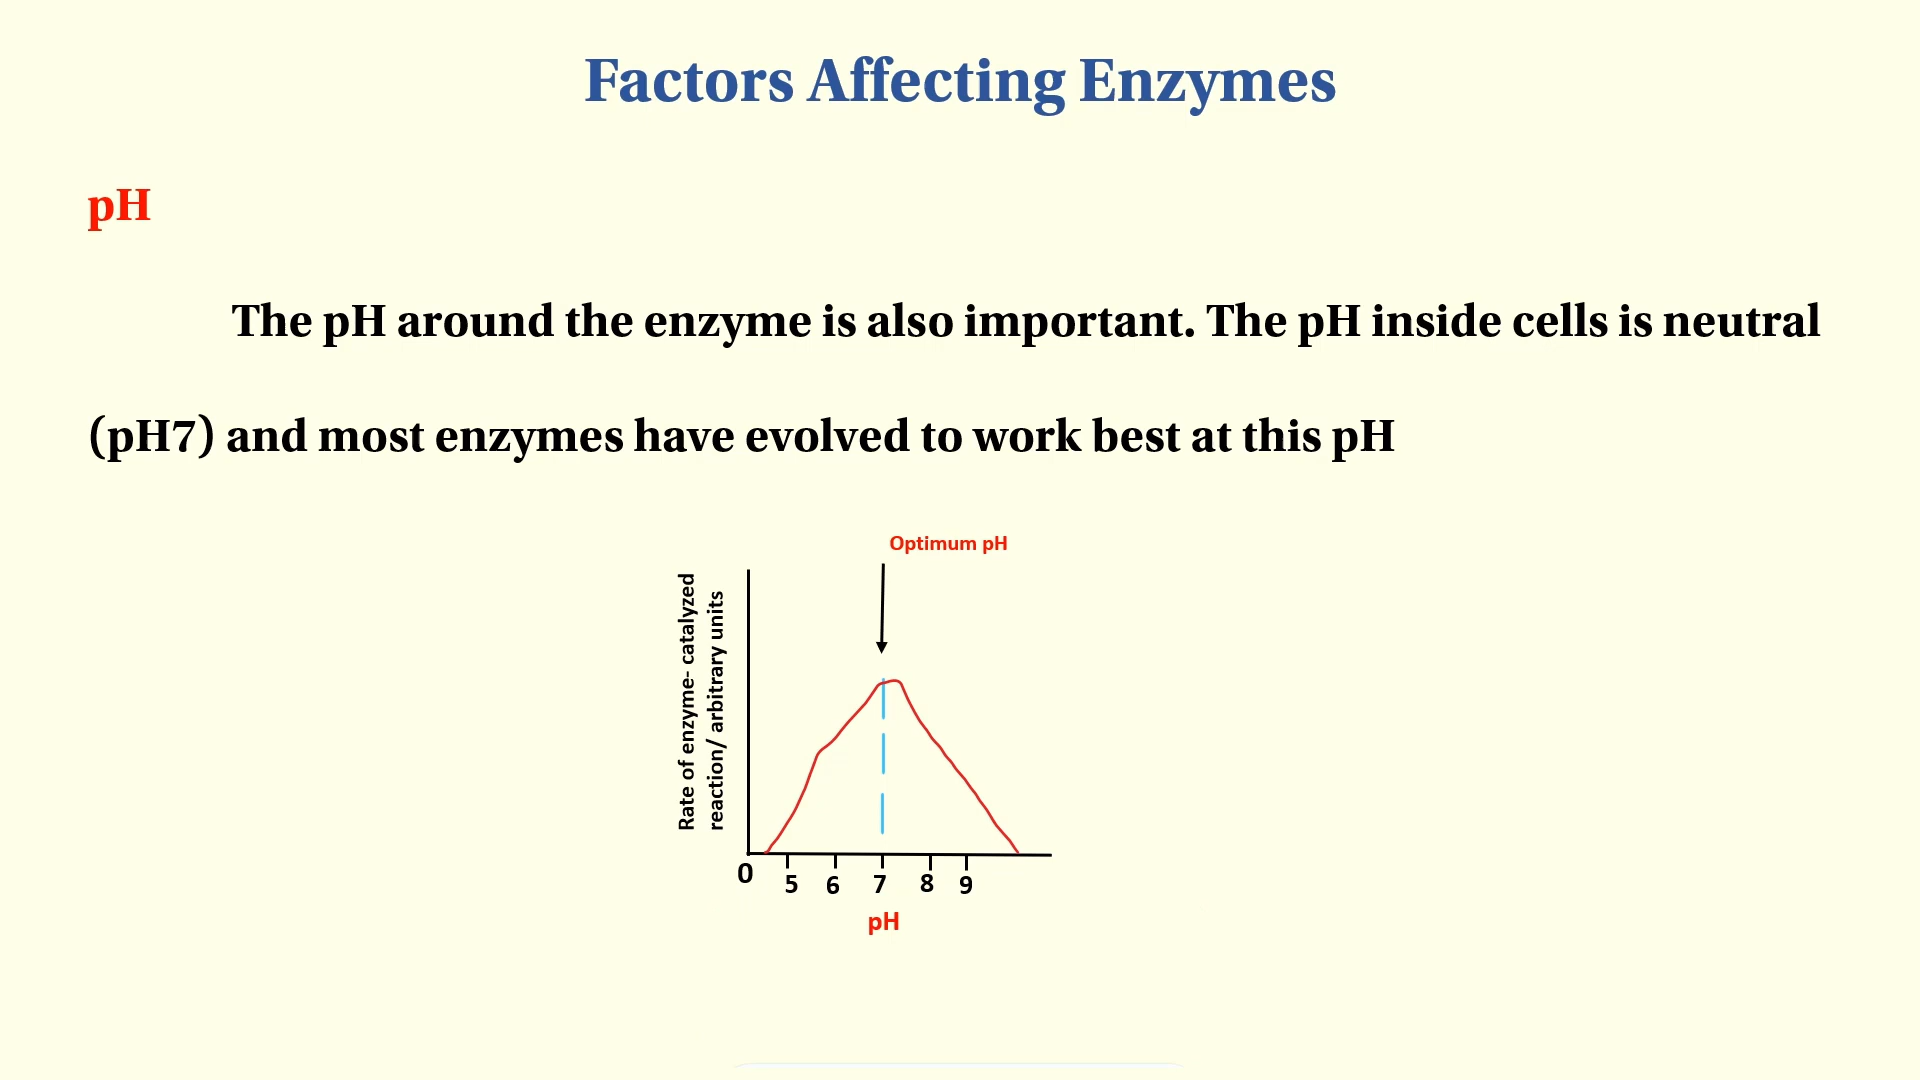 Factors Affecting Enzymes
pH
The pH around the enzyme is also important. The pH inside cells is neutral
(pH7) and most enzymes have evolved to work best at this pH
Optimum pH
Rate of enzyme- catalyzed
reaction/ arbitrary units
0 5 6 7 8 9
pH